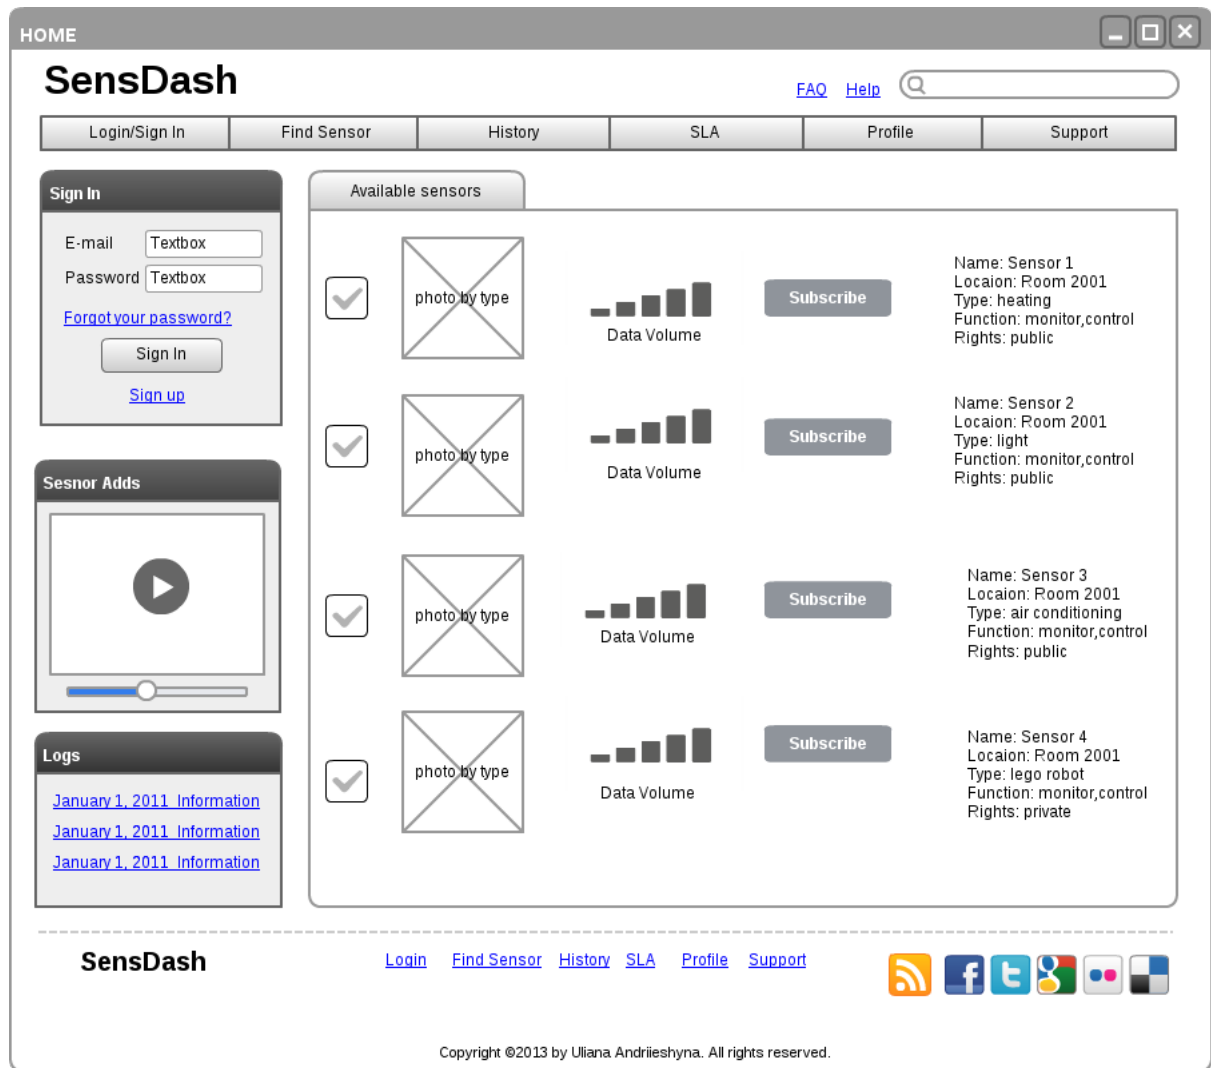 HOME
SensDash
FAQ Help
Login/Sign In Find Sensor History SLA Profile Support
Sign In
E-mail Textbox
Password Textbox
Forgot your password?
Sign In
Sign up
Sesnor Adds
Logs
January 1, 2011 Information
January 1, 2011 Information
January 1, 2011 Information
Available sensors
photo by type
Data Volume
Subscribe
Name: Sensor 1
Locaion: Room 2001
Type: heating
Function: monitor,control
Rights: public
photo by type
Data Volume
Subscribe
Name: Sensor 2
Locaion: Room 2001
Type: light
Function: monitor,control
Rights: public
photo by type
Data Volume
Subscribe
Name: Sensor 3
Locaion: Room 2001
Type: air conditioning
Function: monitor,control
Rights: public
photo by type
Data Volume
Subscribe
Name: Sensor 4
Locaion: Room 2001
Type: lego robot
Function: monitor,control
Rights: private
SensDash
Login Find Sensor History SLA Profile Support
Copyright ©2013 by Uliana Andriieshyna. All rights reserved.